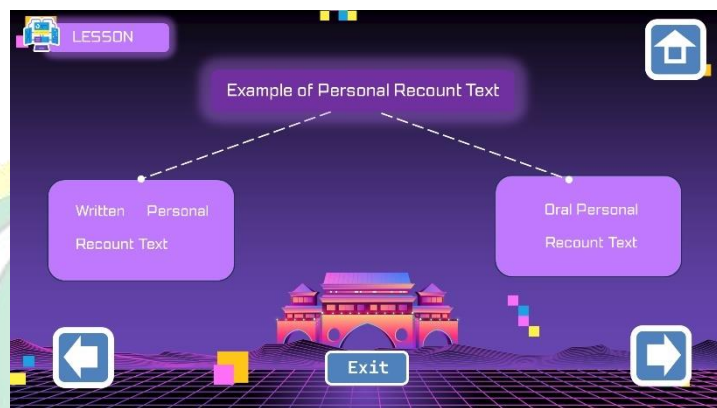 LESSON
Example of Personal Recount Text
Written Personal
Recount Text
Oral Personal
Recount Text
Exit